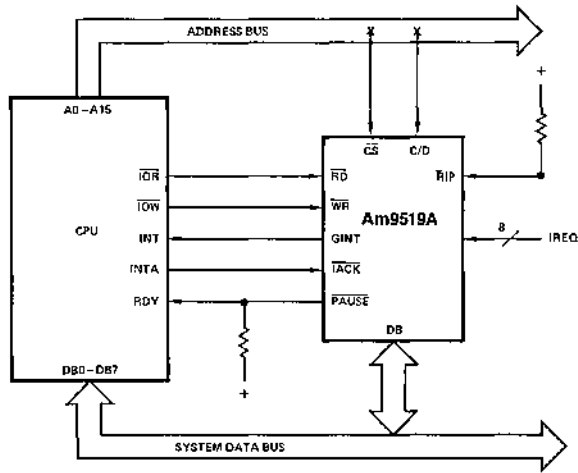 ADDRESS BUS
+
A0–A15
CS C/D
IOR RD RIP
IOW WR
Am9519A
CPU INT GINT 8 IREQ
INTA IACK
RDY PAUSE
DB
DB0–DB7
+
SYSTEM DATA BUS